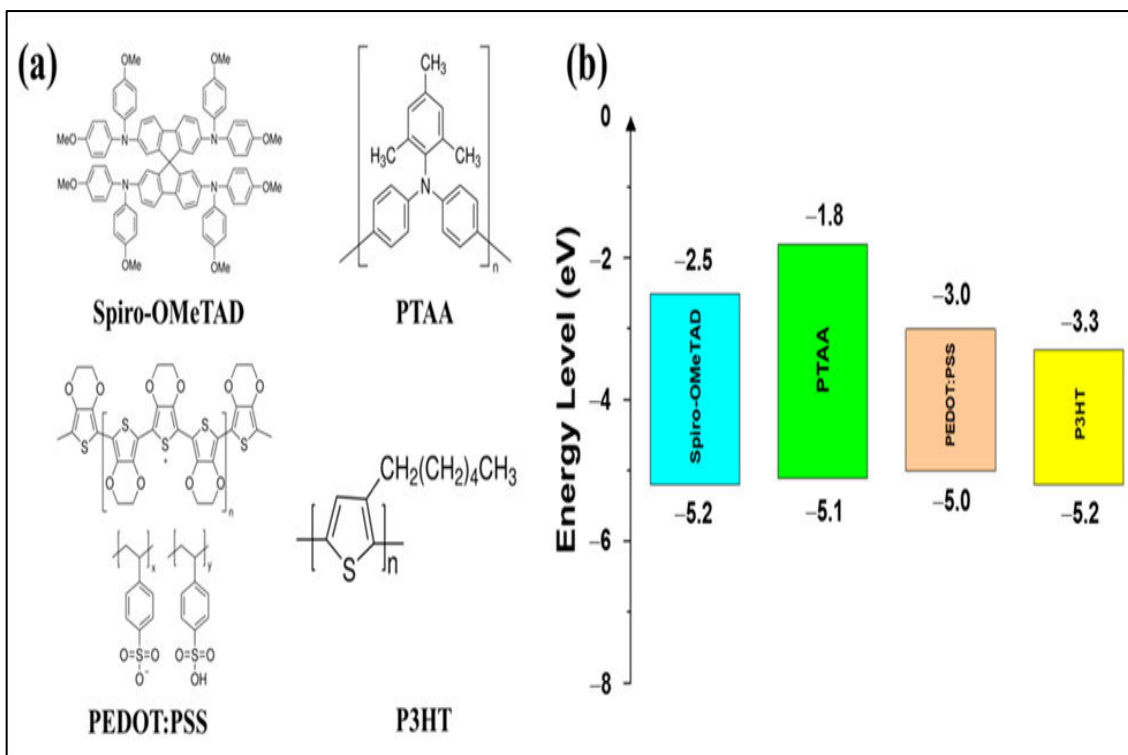 (a)
OMe
OMe
OMe
OMe
MeO
N
N
OMe
MeO
N
N
OMe
OMe
OMe
Spiro-OMeTAD
CH3
H3C
CH3
N
n
PTAA
O
O
O
O
O
O
S
S
S
S
S
+
O
O
O
O
n
x
y
O=S=O
O=S=O
O-
OH
PEDOT:PSS
CH2(CH2)4CH3
S
n
P3HT
(b)
Energy Level (eV)
0
−2
−4
−6
−8
−2.5
Spiro-OMeTAD
−5.2
−1.8
PTAA
−5.1
−3.0
PEDOT:PSS
−5.0
−3.3
P3HT
−5.2